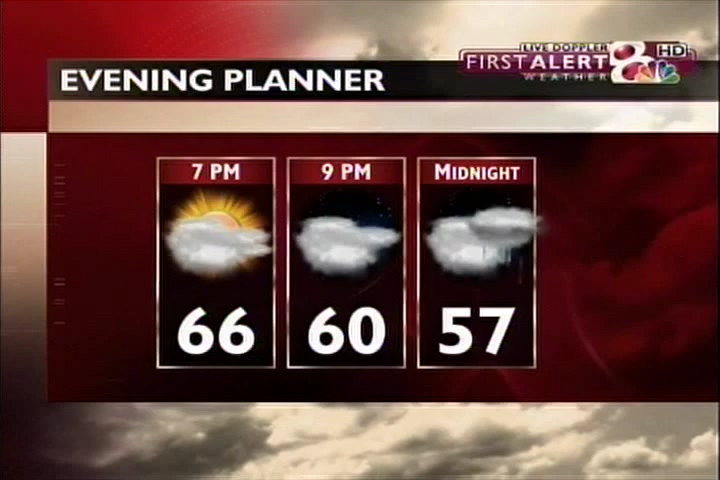 LIVE DOPPLER
FIRST ALERT 8 HD
WEATHER
EVENING PLANNER
7 PM 9 PM MIDNIGHT
66 60 57